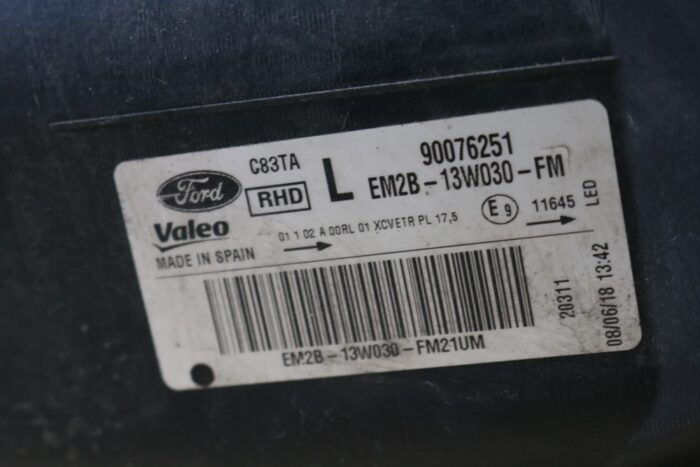 C83TA
Ford
RHD
L
90076251
EM2B-13W030-FM
Valeo
MADE IN SPAIN
01 1 02 A 00RL 01 XCVETR PL 17,5
E9
11645
LED
EM2B-13W030-FM21UM
20311
08/06/18 13:42